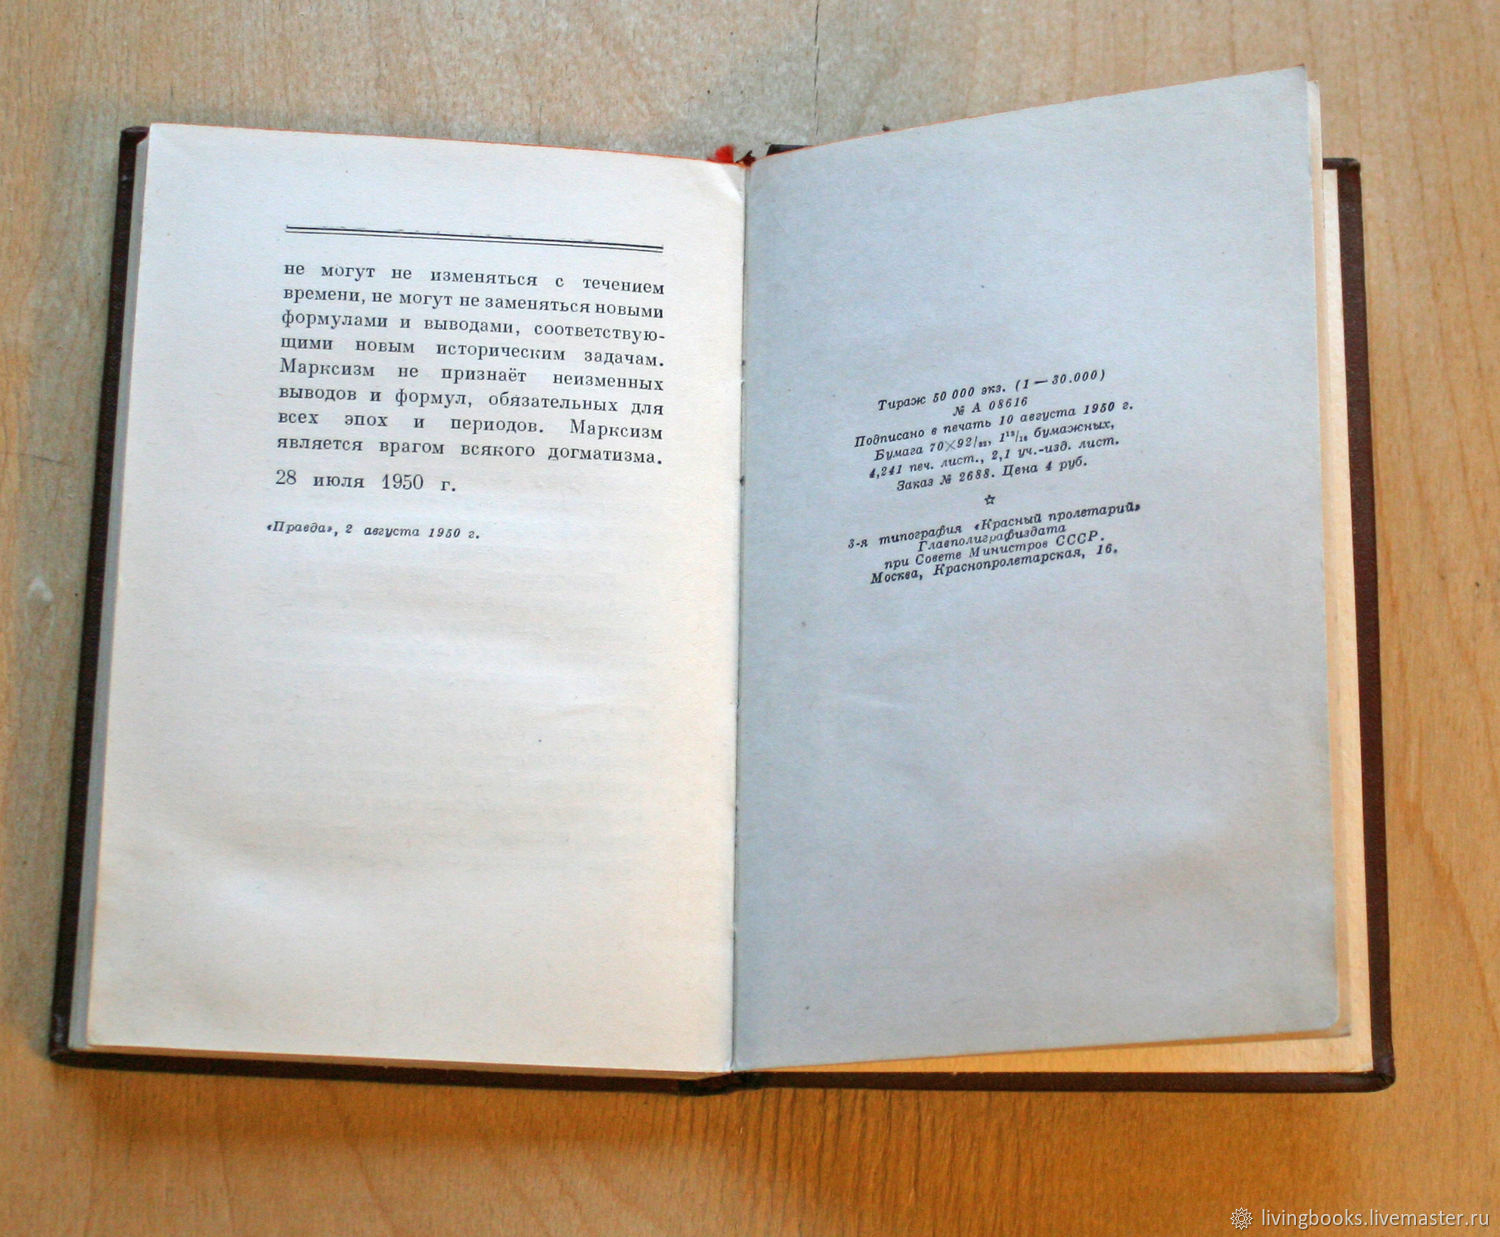 не могут не изменяться с течением
времени, не могут не заменяться новыми
формулами и выводами, соответствую-
щими новым историческим задачам.
Марксизм не признаёт неизменных
выводов и формул, обязательных для
всех эпох и периодов. Марксизм
является врагом всякого догматизма.
28 июля 1950 г.
«Правда», 2 августа 1950 г.
Тираж 50 000 экз. (1—30.000)
№ А 08616
Подписано в печать 10 августа 1950 г.
Бумага 70×92/₃₂, 1¹³/₁₆ бумажных,
4,241 печ. лист., 2,1 уч.-изд. лист.
Заказ № 2688. Цена 4 руб.
3-я типография «Красный пролетарий»
Главполиграфиздата
при Совете Министров СССР.
Москва, Краснопролетарская, 16.
livingbooks.livemaster.ru